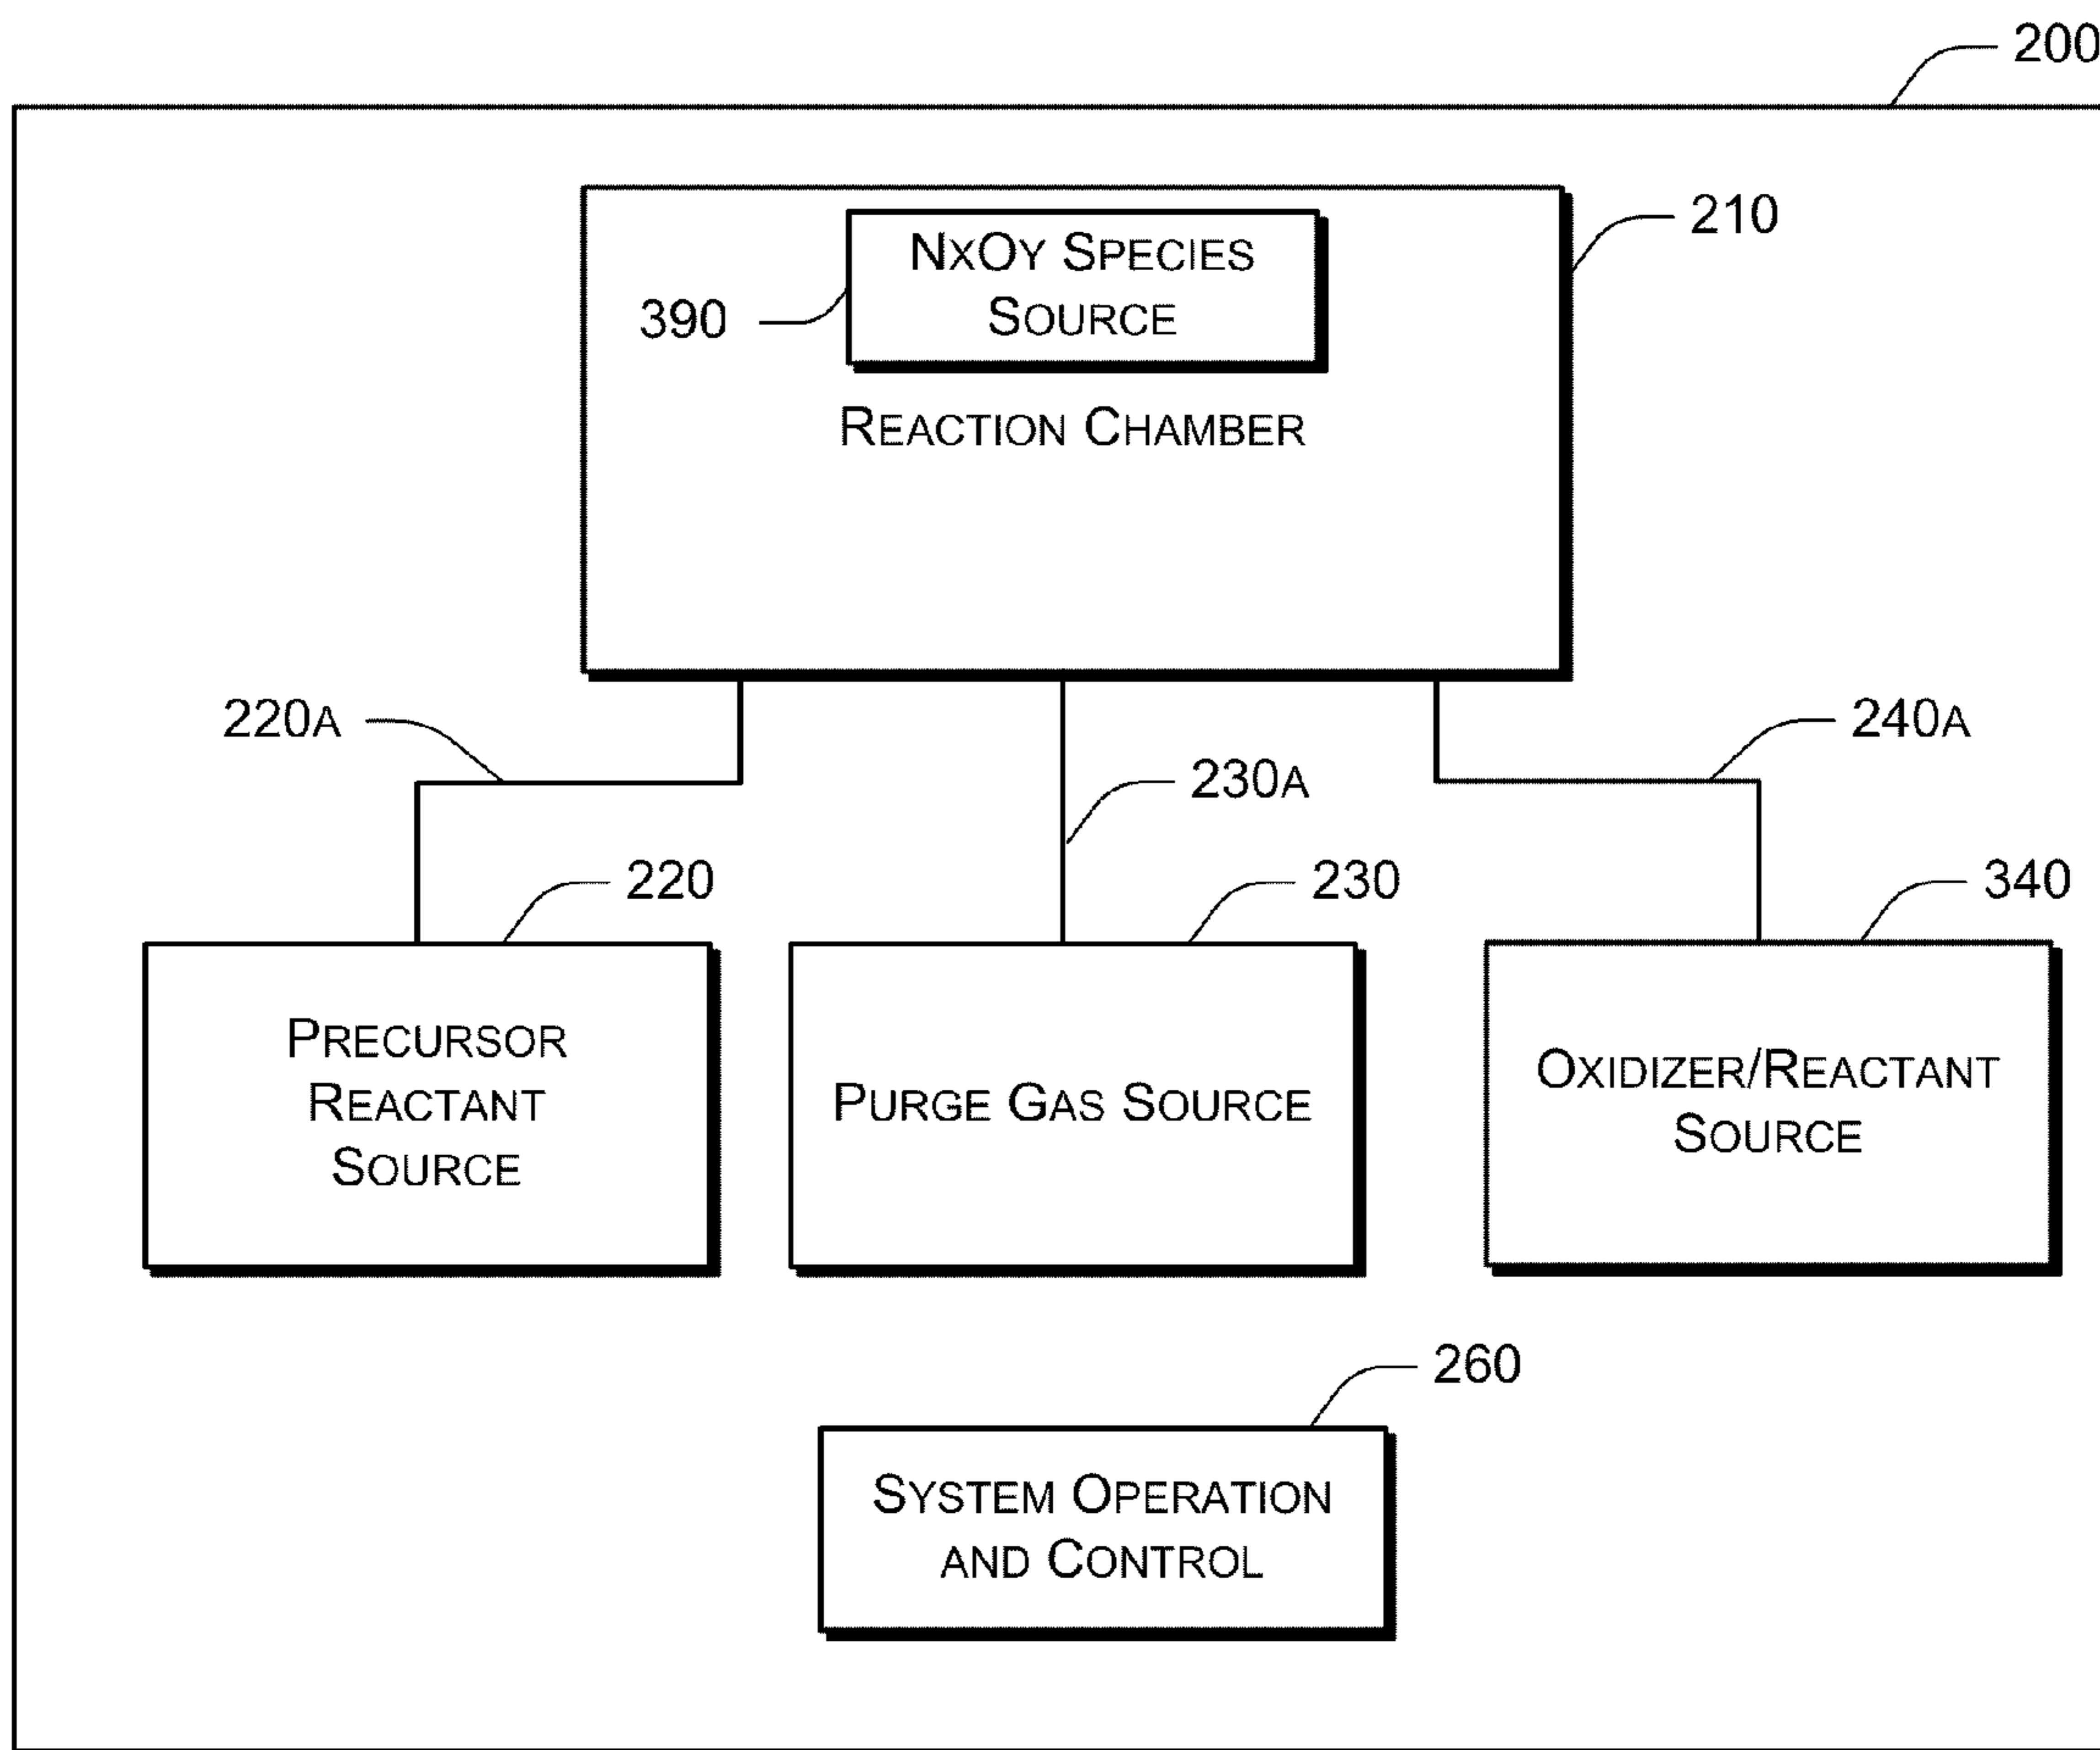 200
210
NxOy Species
Source
390
Reaction Chamber
220A
240A
230A
220
230
340
Precursor
Reactant
Source
Purge Gas Source
Oxidizer/Reactant
Source
260
System Operation
and Control